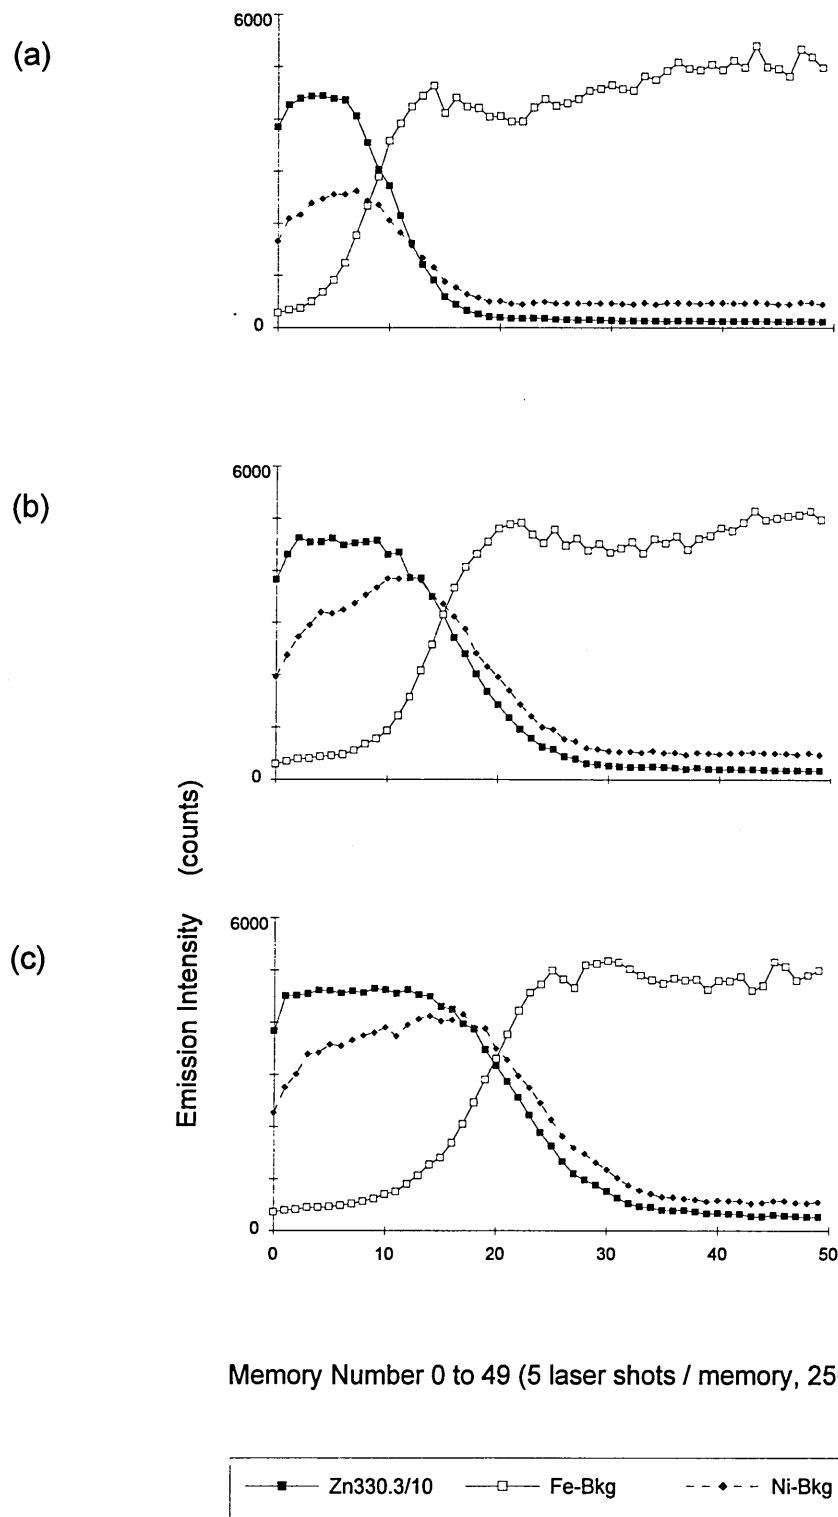 6000
(a)
0
6000
(b)
0
Emission Intensity (counts)
6000
(c)
0
0 10 20 30 40 50
Memory Number 0 to 49 (5 laser shots / memory, 25
Zn330.3/10 Fe-Bkg Ni-Bkg